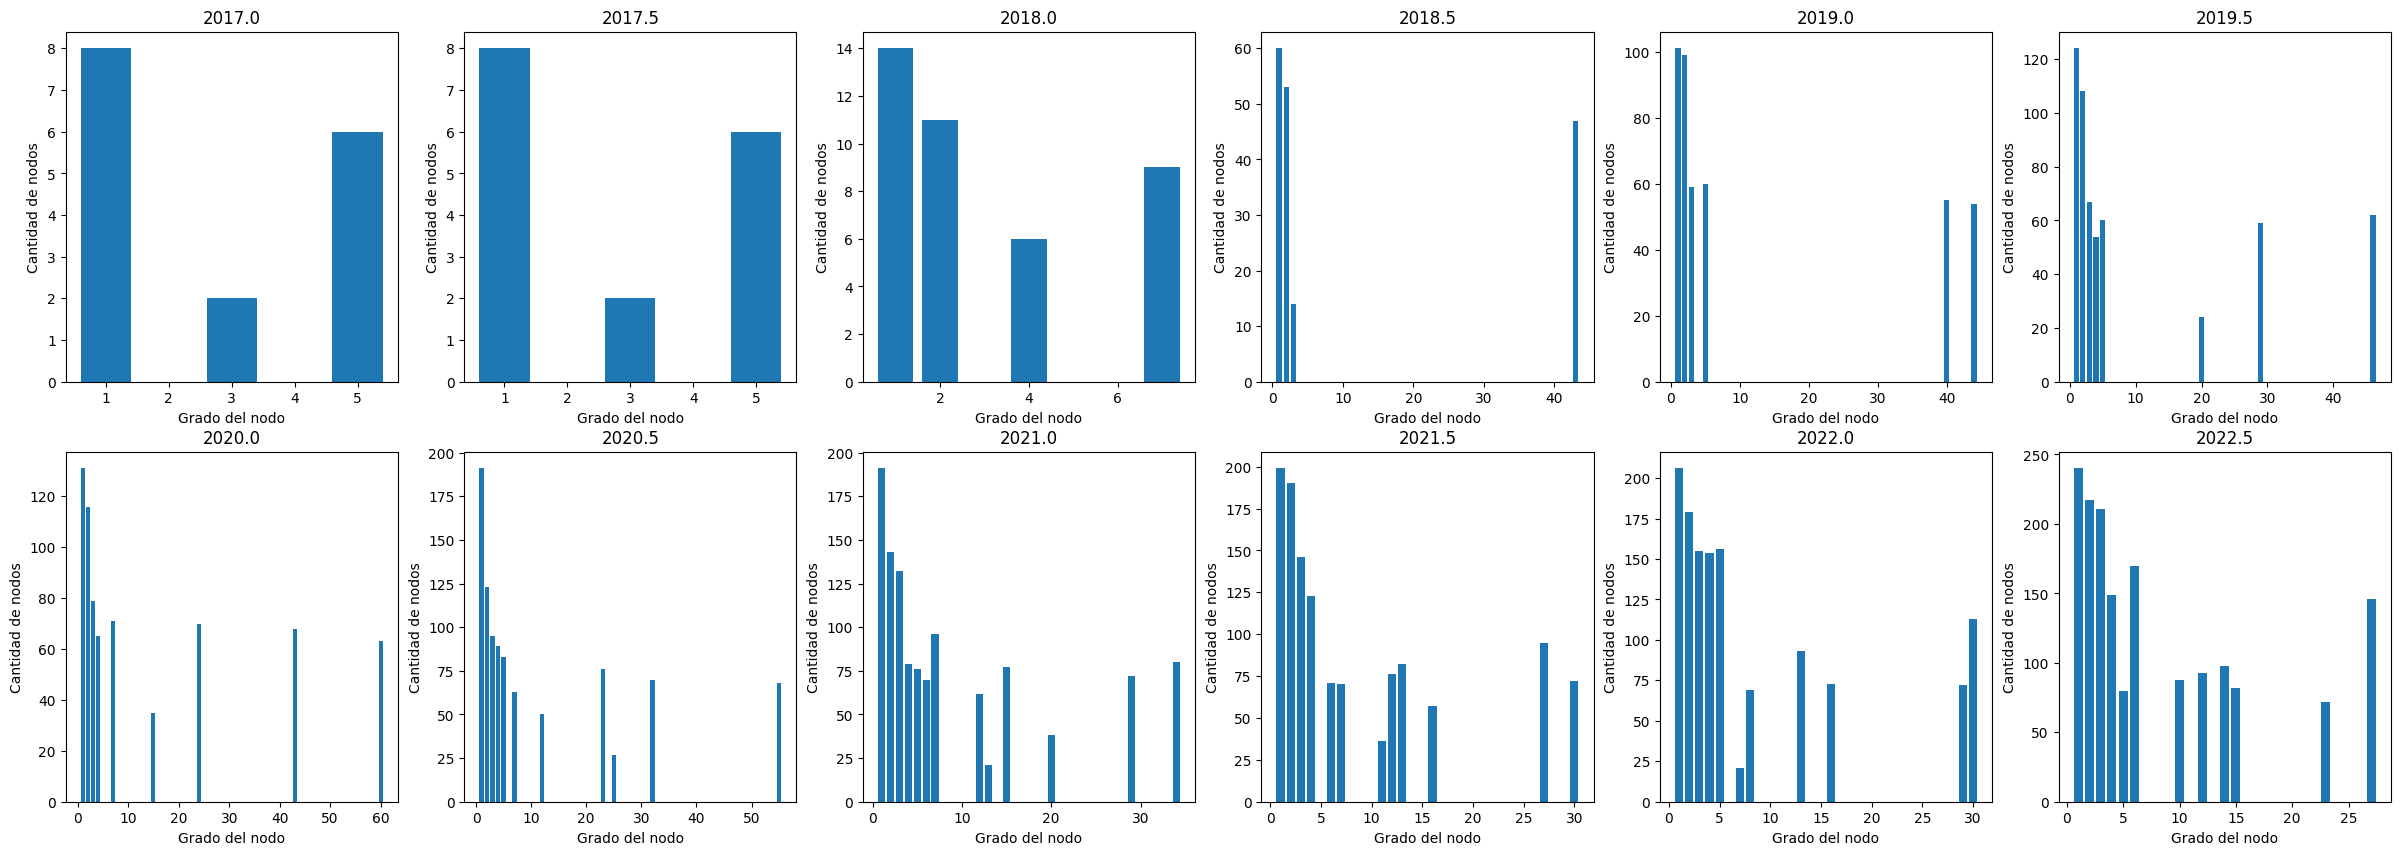 2017.0
8
7
6
5
4
3
2
1
0
Cantidad de nodos
1 2 3 4 5
Grado del nodo
2017.5
8
7
6
5
4
3
2
1
0
Cantidad de nodos
1 2 3 4 5
Grado del nodo
2018.0
14
12
10
8
6
4
2
0
Cantidad de nodos
2 4 6
Grado del nodo
2018.5
60
50
40
30
20
10
0
Cantidad de nodos
0 10 20 30 40
Grado del nodo
2019.0
100
80
60
40
20
0
Cantidad de nodos
0 10 20 30 40
Grado del nodo
2019.5
120
100
80
60
40
20
0
Cantidad de nodos
0 10 20 30 40
Grado del nodo
2020.0
120
100
80
60
40
20
0
Cantidad de nodos
0 10 20 30 40 50 60
Grado del nodo
2020.5
200
175
150
125
100
75
50
25
0
Cantidad de nodos
0 10 20 30 40 50
Grado del nodo
2021.0
200
175
150
125
100
75
50
25
0
Cantidad de nodos
0 10 20 30
Grado del nodo
2021.5
200
175
150
125
100
75
50
25
0
Cantidad de nodos
0 5 10 15 20 25 30
Grado del nodo
2022.0
200
175
150
125
100
75
50
25
0
Cantidad de nodos
0 5 10 15 20 25 30
Grado del nodo
2022.5
250
200
150
100
50
0
Cantidad de nodos
0 5 10 15 20 25
Grado del nodo